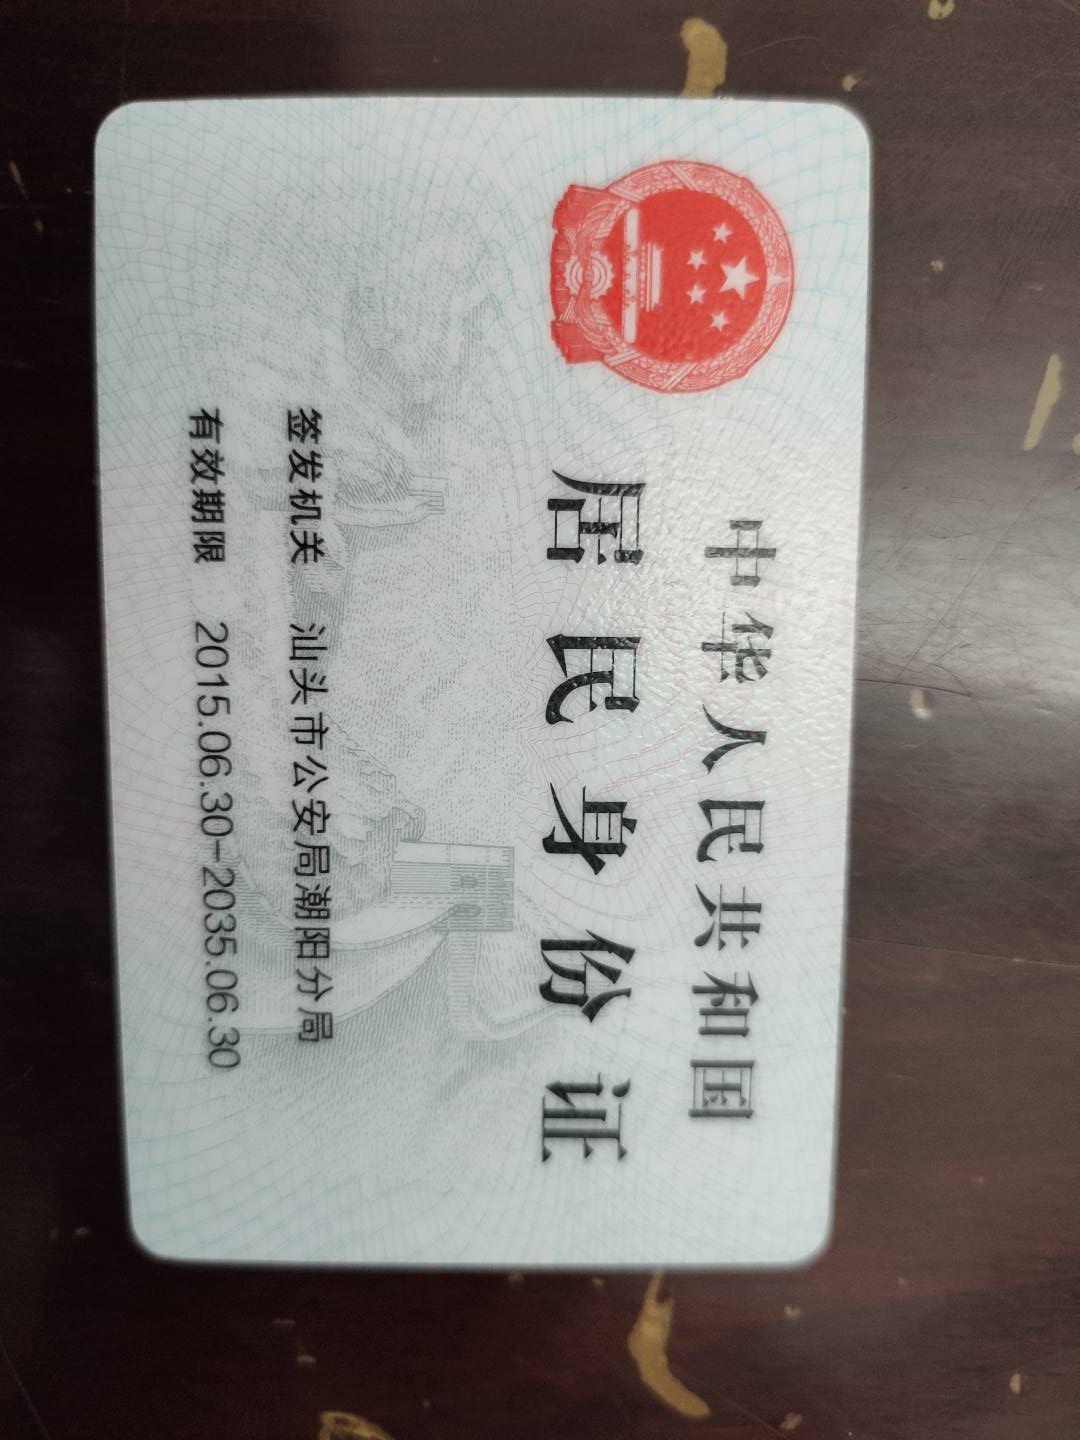 中华人民共和国
居民身份证
签发机关 汕头市公安局潮阳分局
有效期限 2015.06.30-2035.06.30